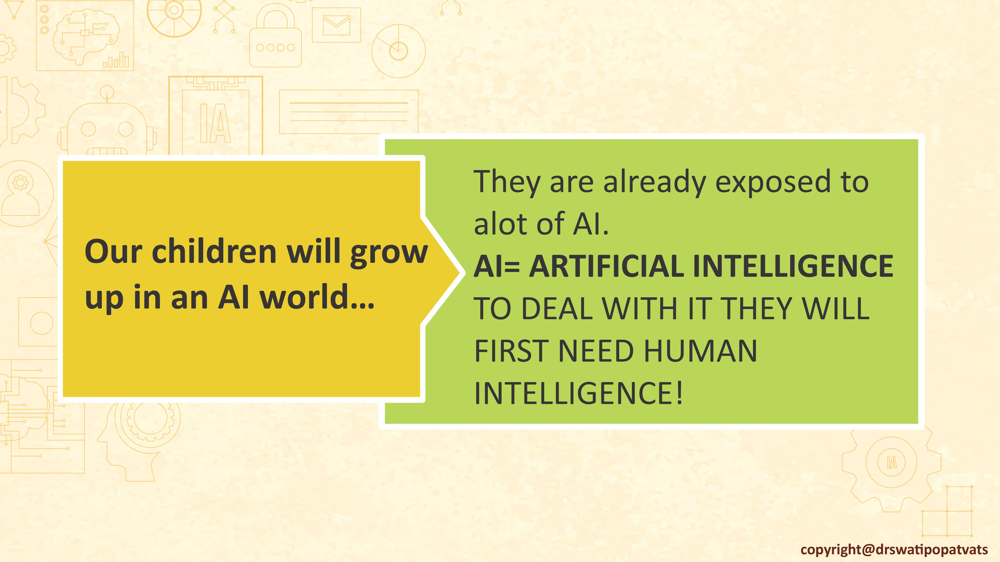 IA
Our children will grow
up in an AI world...
They are already exposed to
alot of AI.
AI= ARTIFICIAL INTELLIGENCE
TO DEAL WITH IT THEY WILL
FIRST NEED HUMAN
INTELLIGENCE!
IA
copyright@drswatipopatvats